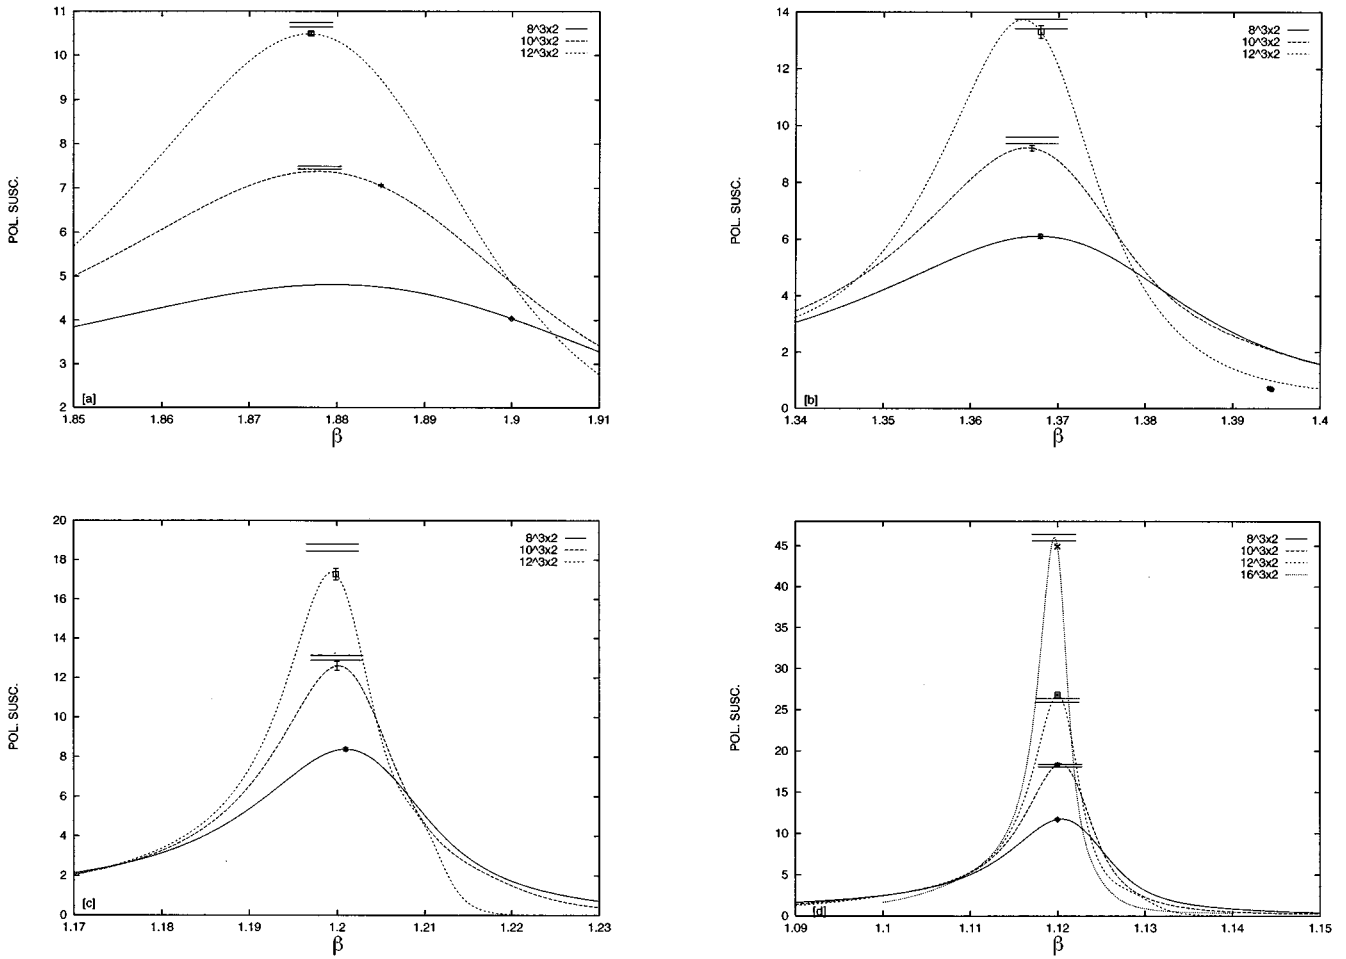 11
10
9
8
7
6
5
4
3
2
POL. SUSC.
8^3x2
10^3x2
12^3x2
[a]
1.85
1.86
1.87
1.88
1.89
1.9
1.91
β
14
12
10
8
6
4
2
0
POL. SUSC.
8^3x2
10^3x2
12^3x2
[b]
1.34
1.35
1.36
1.37
1.38
1.39
1.4
β
20
18
16
14
12
10
8
6
4
2
0
POL. SUSC.
8^3x2
10^3x2
12^3x2
[c]
1.17
1.18
1.19
1.2
1.21
1.22
1.23
β
45
40
35
30
25
20
15
10
5
0
POL. SUSC.
8^3x2
10^3x2
12^3x2
16^3x2
[d]
1.09
1.1
1.11
1.12
1.13
1.14
1.15
β